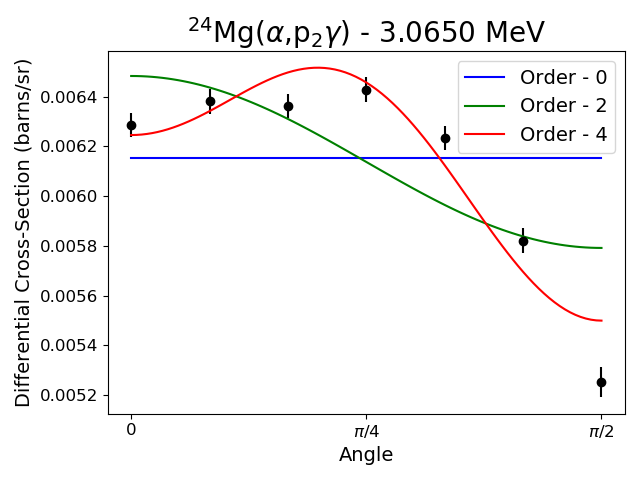 ²⁴Mg(α,p₂γ) - 3.0650 MeV
Differential Cross-Section (barns/sr)
0.0064
0.0062
0.0060
0.0058
0.0056
0.0054
0.0052
Order - 0
Order - 2
Order - 4
0
π/4
π/2
Angle